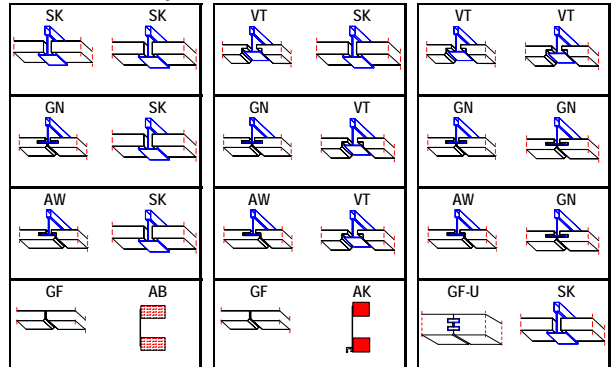 SK SK VT SK VT VT
GN SK GN VT GN GN
AW SK AW VT AW GN
GF AB GF AK GF-U SK